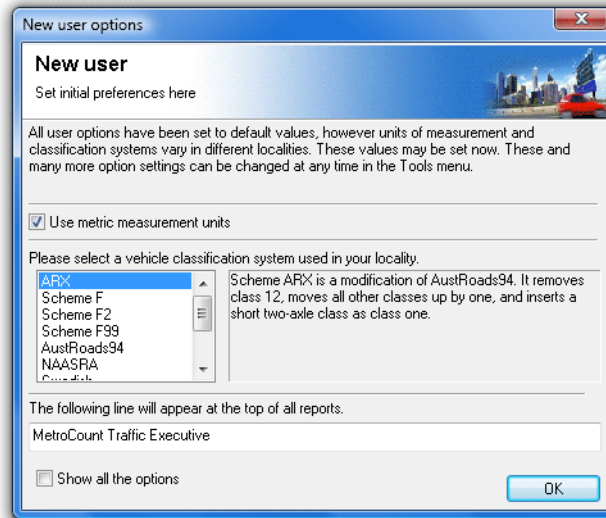 New user options
New user
Set initial preferences here
All user options have been set to default values, however units of measurement and
classification systems vary in different localities. These values may be set now. These and
many more option settings can be changed at any time in the Tools menu.
Use metric measurement units
Please select a vehicle classification system used in your locality.
ARX
Scheme F
Scheme F2
Scheme F99
AustRoads94
NAASRA
Swedish
Scheme ARX is a modification of AustRoads94. It removes
class 12, moves all other classes up by one, and inserts a
short two-axle class as class one.
The following line will appear at the top of all reports.
MetroCount Traffic Executive
Show all the options
OK